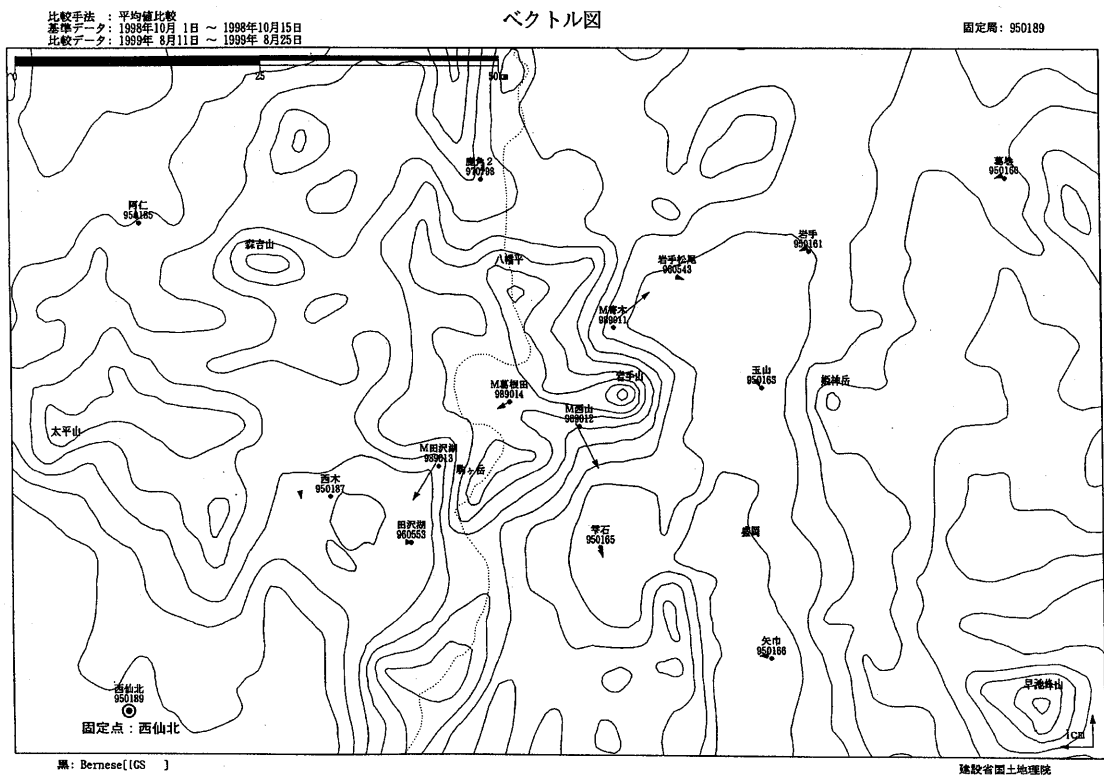 ベクトル図
比較手法 : 平均値比較
基準データ: 1998年10月 1日 ～ 1998年10月15日
比較データ: 1999年 8月11日 ～ 1999年 8月25日
固定局: 950189
0 25 50km
鹿角2
葛巻
阿仁
950185
岩手
950161
森吉山
八幡平
岩手松尾
960543
989011
玉山
950163
姫神岳
岩手山
M葛根田
989014
M西山
989012
太平山
M田沢湖
989013
駒ヶ岳
西木
950187
田沢湖
960553
雫石
950165
盛岡
矢巾
950166
西仙北
950189
固定点：西仙北
早池峰山
1cm
黒: Bernese[IGS ]
建設省国土地理院